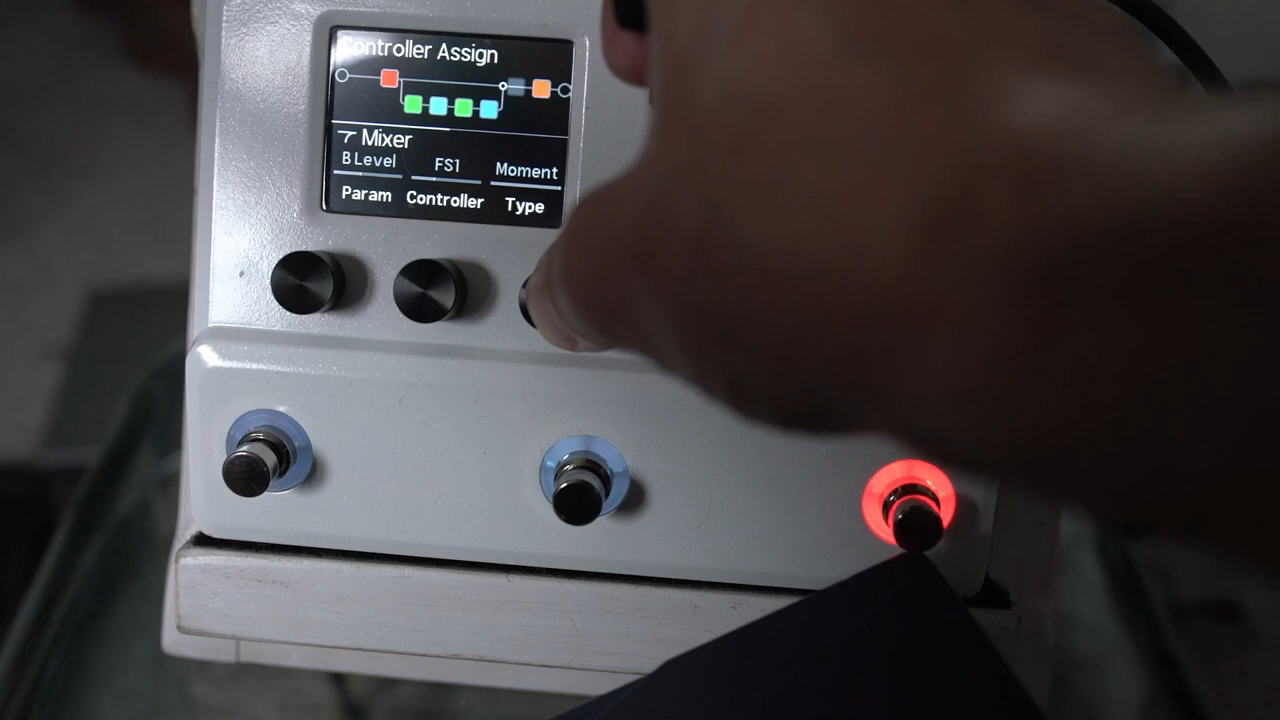 Controller Assign
Mixer
B Level FS1 Moment
Param Controller Type